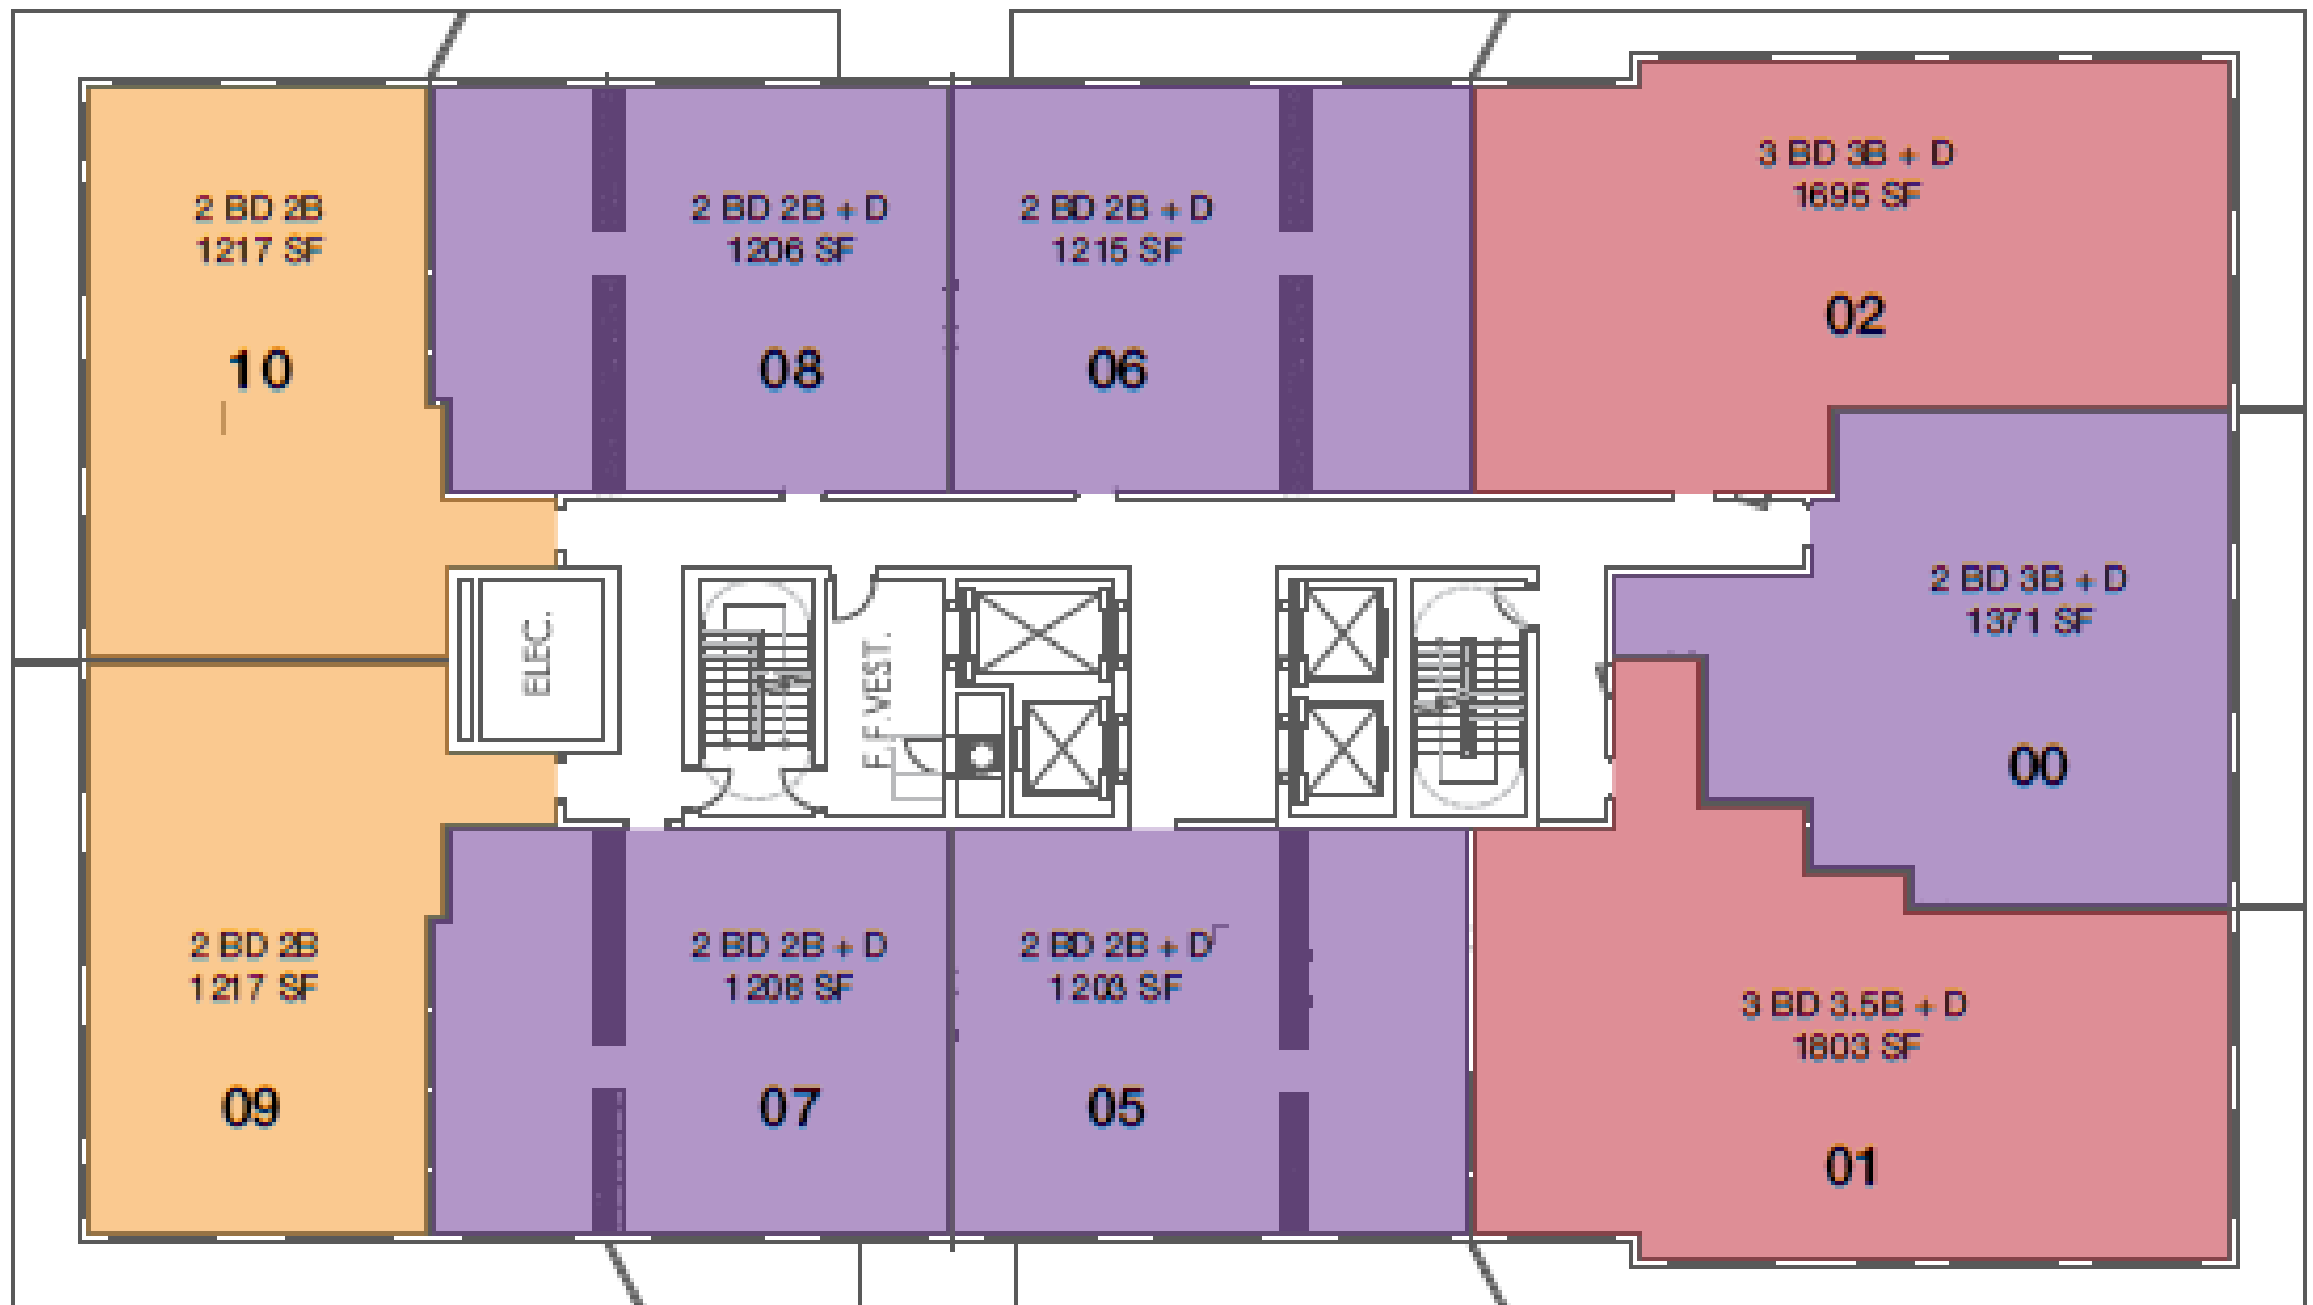 3 BD 3B + D
1695 SF
02
2 BD 2B
1217 SF
10
2 BD 2B + D
1206 SF
08
2 BD 2B + D
1215 SF
06
2 BD 3B + D
1371 SF
00
ELEC.
F.F.VEST.
2 BD 2B
1217 SF
09
2 BD 2B + D
1208 SF
07
2 BD 2B + D
1203 SF
05
3 BD 3.5B + D
1803 SF
01